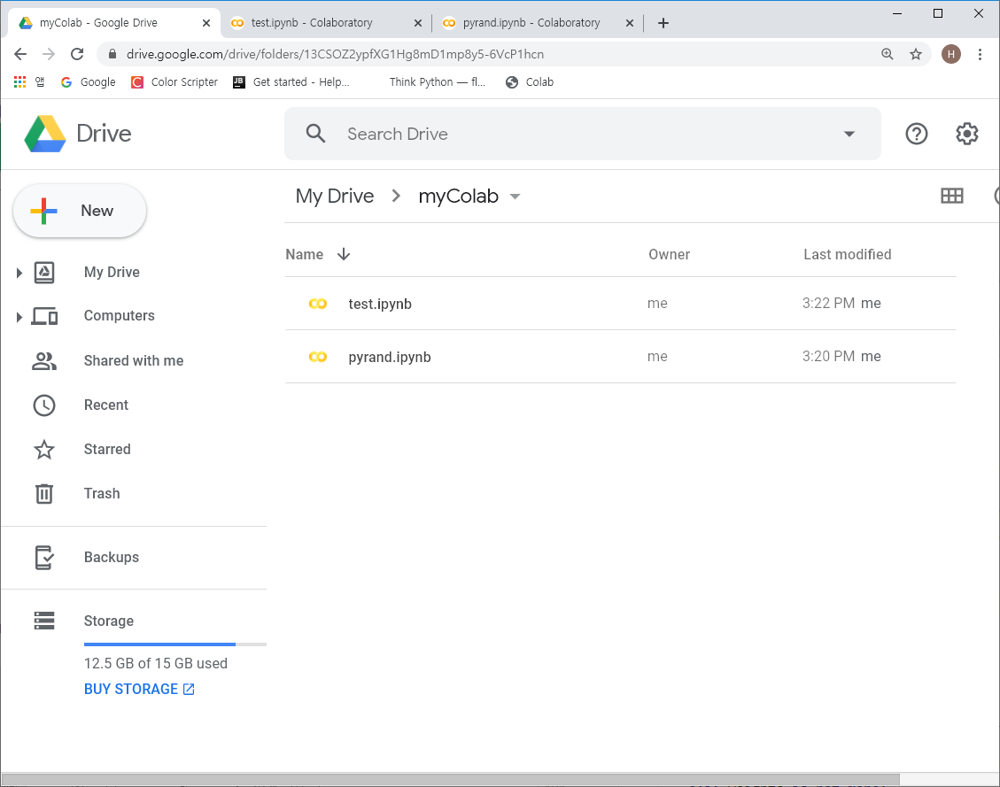 myColab - Google Drive
test.ipynb - Colaboratory
pyrand.ipynb - Colaboratory
drive.google.com/drive/folders/13CSOZ2ypfXG1Hg8mD1mp8y5-6VcP1hcn
H
앱
G Google
C Color Scripter
JB Get started - Help...
Think Python — fl...
Colab
Drive
Search Drive
My Drive > myColab
New
Name
Owner
Last modified
My Drive
test.ipynb
me
3:22 PM me
Computers
pyrand.ipynb
me
3:20 PM me
Shared with me
Recent
Starred
Trash
Backups
Storage
12.5 GB of 15 GB used
BUY STORAGE